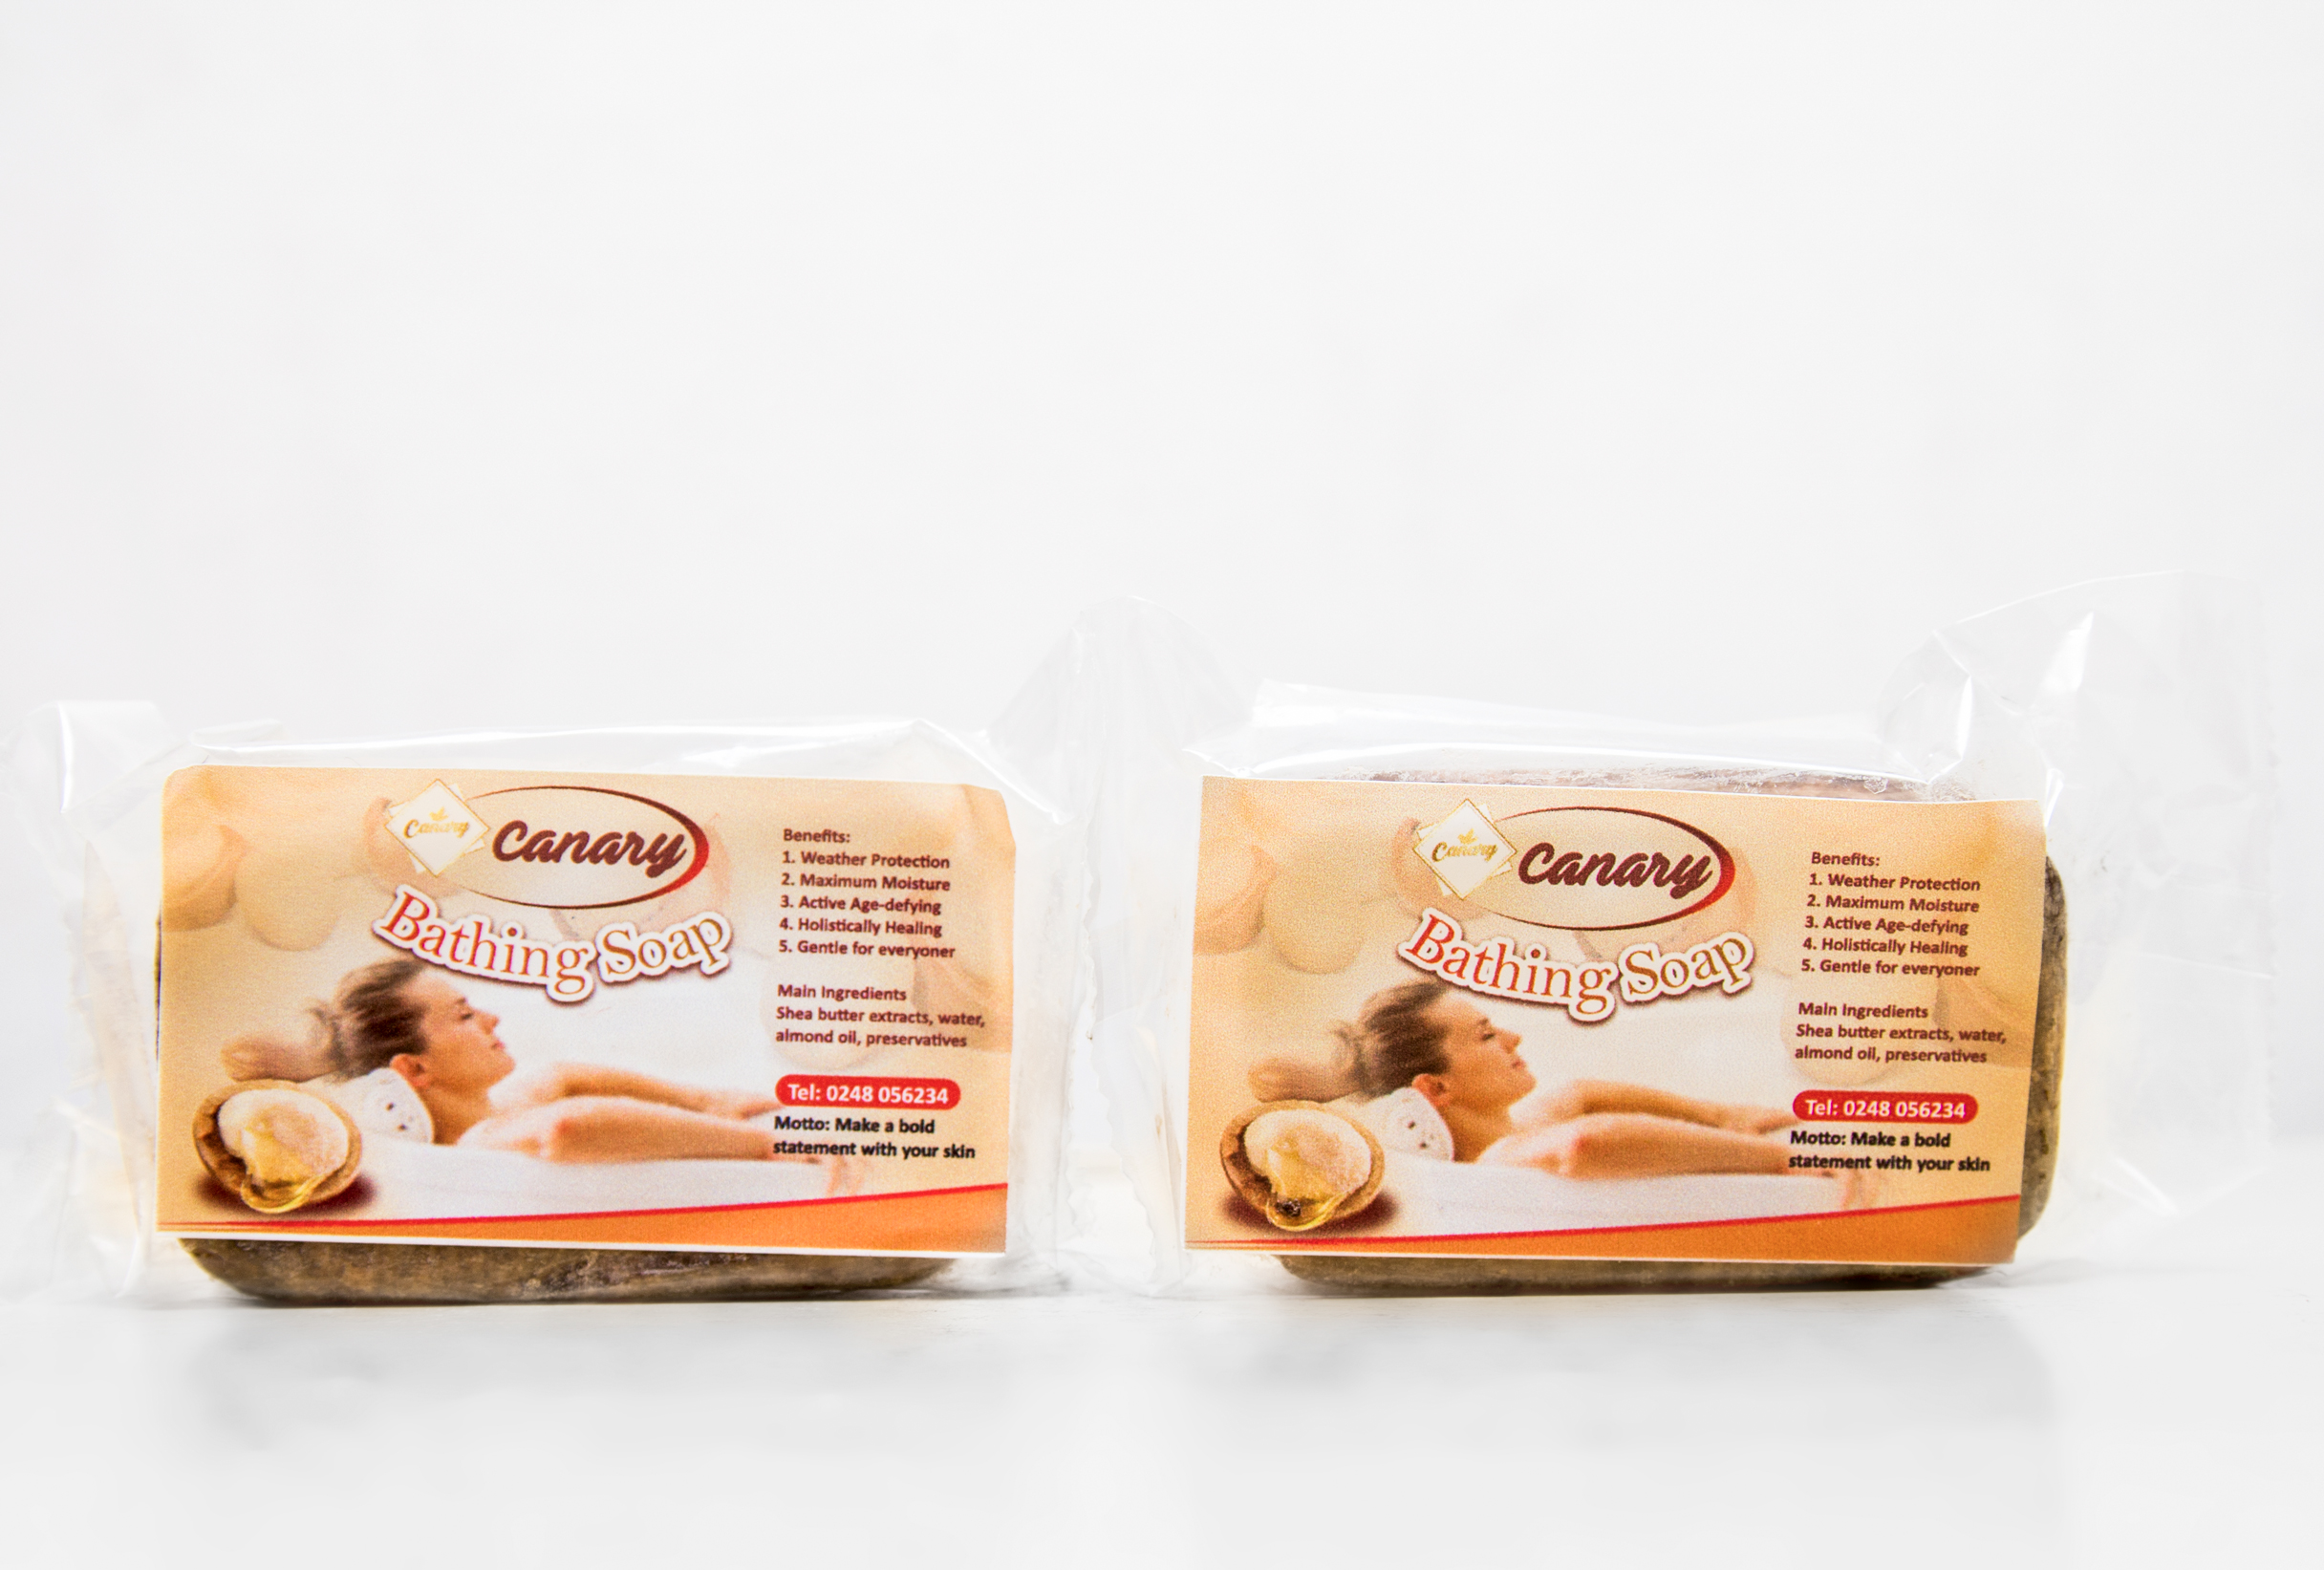 Canary
canary
Bathing Soap
Benefits:
1. Weather Protection
2. Maximum Moisture
3. Active Age-defying
4. Holistically Healing
5. Gentle for everyoner
Main Ingredients
Shea butter extracts, water,
almond oil, preservatives
Tel: 0248 056234
Motto: Make a bold
statement with your skin
Canary
canary
Bathing Soap
Benefits:
1. Weather Protection
2. Maximum Moisture
3. Active Age-defying
4. Holistically Healing
5. Gentle for everyoner
Main Ingredients
Shea butter extracts, water,
almond oil, preservatives
Tel: 0248 056234
Motto: Make a bold
statement with your skin